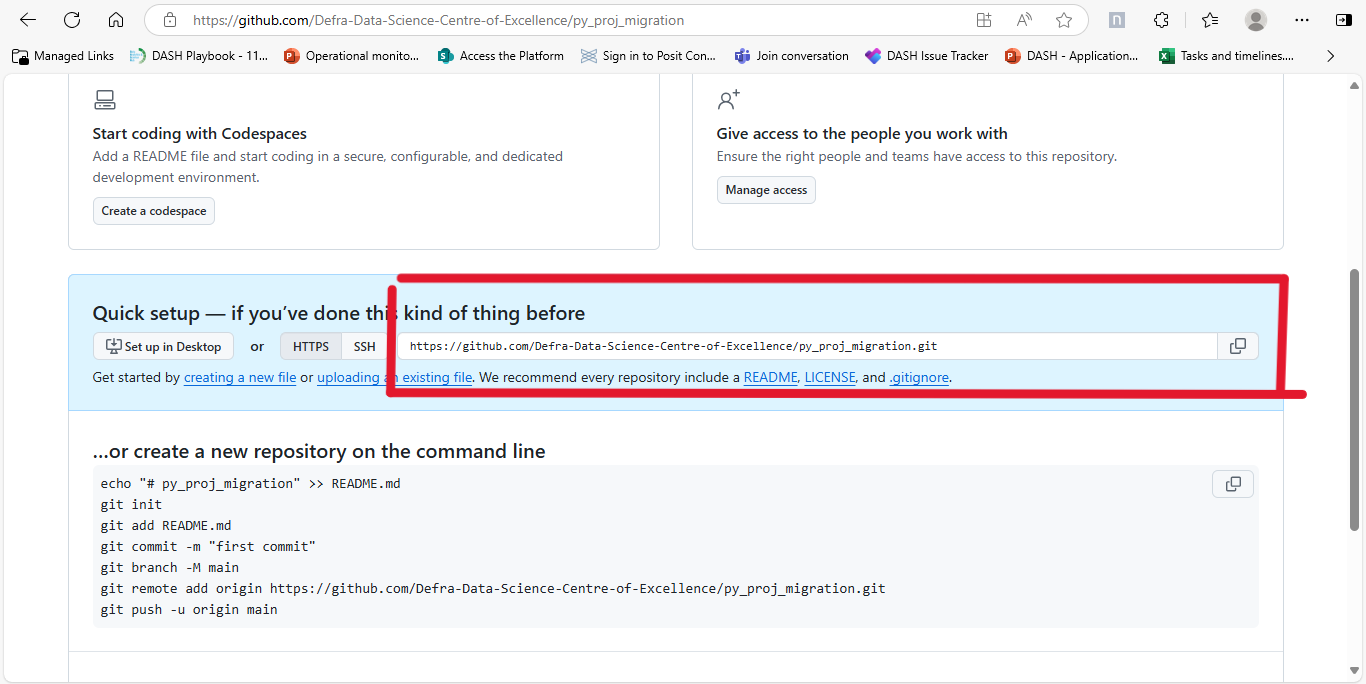 https://github.com/Defra-Data-Science-Centre-of-Excellence/py_proj_migration
Managed Links DASH Playbook - 11... Operational monito... Access the Platform Sign in to Posit Con... Join conversation DASH Issue Tracker DASH - Application... Tasks and timelines....
Start coding with Codespaces
Add a README file and start coding in a secure, configurable, and dedicated
development environment.
Create a codespace
Give access to the people you work with
Ensure the right people and teams have access to this repository.
Manage access
Quick setup — if you've done this kind of thing before
Set up in Desktop or HTTPS SSH https://github.com/Defra-Data-Science-Centre-of-Excellence/py_proj_migration.git
Get started by creating a new file or uploading an existing file. We recommend every repository include a README, LICENSE, and .gitignore.
...or create a new repository on the command line
echo "# py_proj_migration" >> README.md
git init
git add README.md
git commit -m "first commit"
git branch -M main
git remote add origin https://github.com/Defra-Data-Science-Centre-of-Excellence/py_proj_migration.git
git push -u origin main